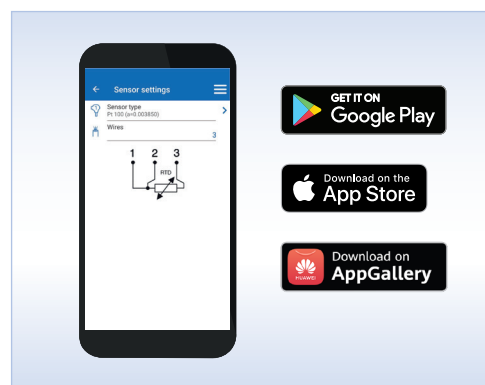 Sensor settings
Sensor type
Pt 100 (α=0.003850)
Wires
3
1 2 3
RTD
GET IT ON
Google Play
Download on the
App Store
HUAWEI
Download on
AppGallery